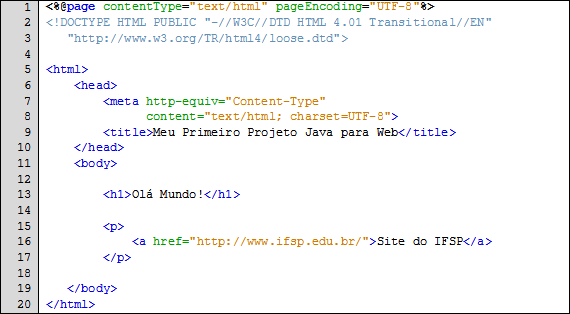 1 <%@page contentType="text/html" pageEncoding="UTF-8"%>
2 <!DOCTYPE HTML PUBLIC "-//W3C//DTD HTML 4.01 Transitional//EN"
3    "http://www.w3.org/TR/html4/loose.dtd">
4
5 <html>
6     <head>
7         <meta http-equiv="Content-Type"
8               content="text/html; charset=UTF-8">
9         <title>Meu Primeiro Projeto Java para Web</title>
10     </head>
11     <body>
12
13         <h1>Olá Mundo!</h1>
14
15         <p>
16             <a href="http://www.ifsp.edu.br/">Site do IFSP</a>
17         </p>
18
19    </body>
20 </html>